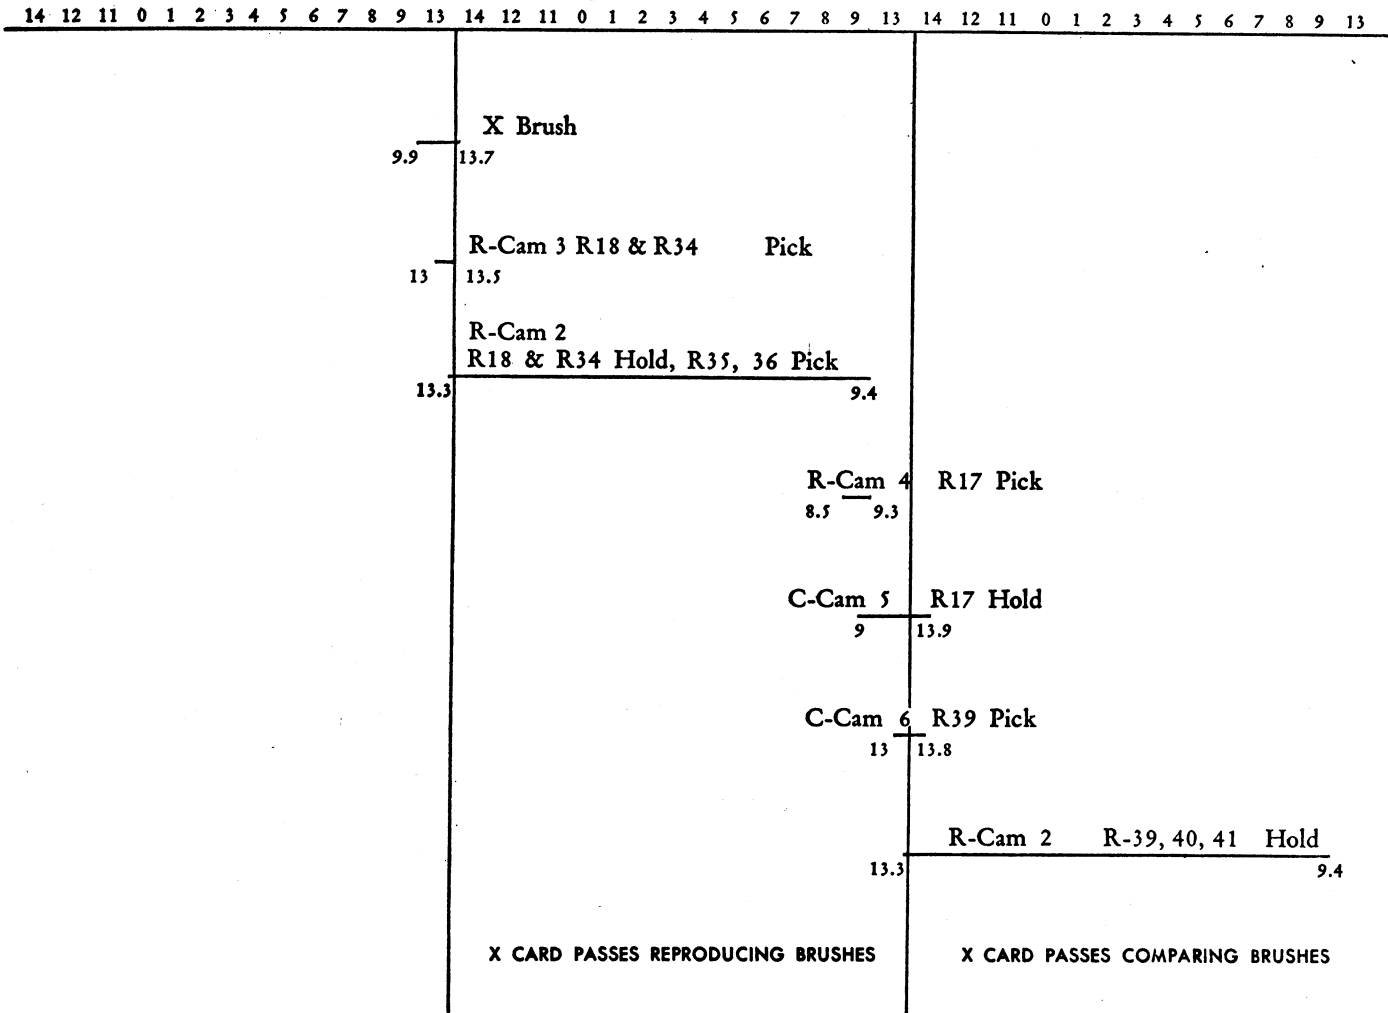 14 12 11 0 1 2 3 4 5 6 7 8 9 13 14 12 11 0 1 2 3 4 5 6 7 8 9 13 14 12 11 0 1 2 3 4 5 6 7 8 9 13
X Brush
9.9 13.7
R-Cam 3 R18 & R34 Pick
13 13.5
R-Cam 2
R18 & R34 Hold, R35, 36 Pick
13.3 9.4
R-Cam 4 R17 Pick
8.5 9.3
C-Cam 5 R17 Hold
9 13.9
C-Cam 6 R39 Pick
13 13.8
R-Cam 2 R-39, 40, 41 Hold
13.3 9.4
X CARD PASSES REPRODUCING BRUSHES X CARD PASSES COMPARING BRUSHES